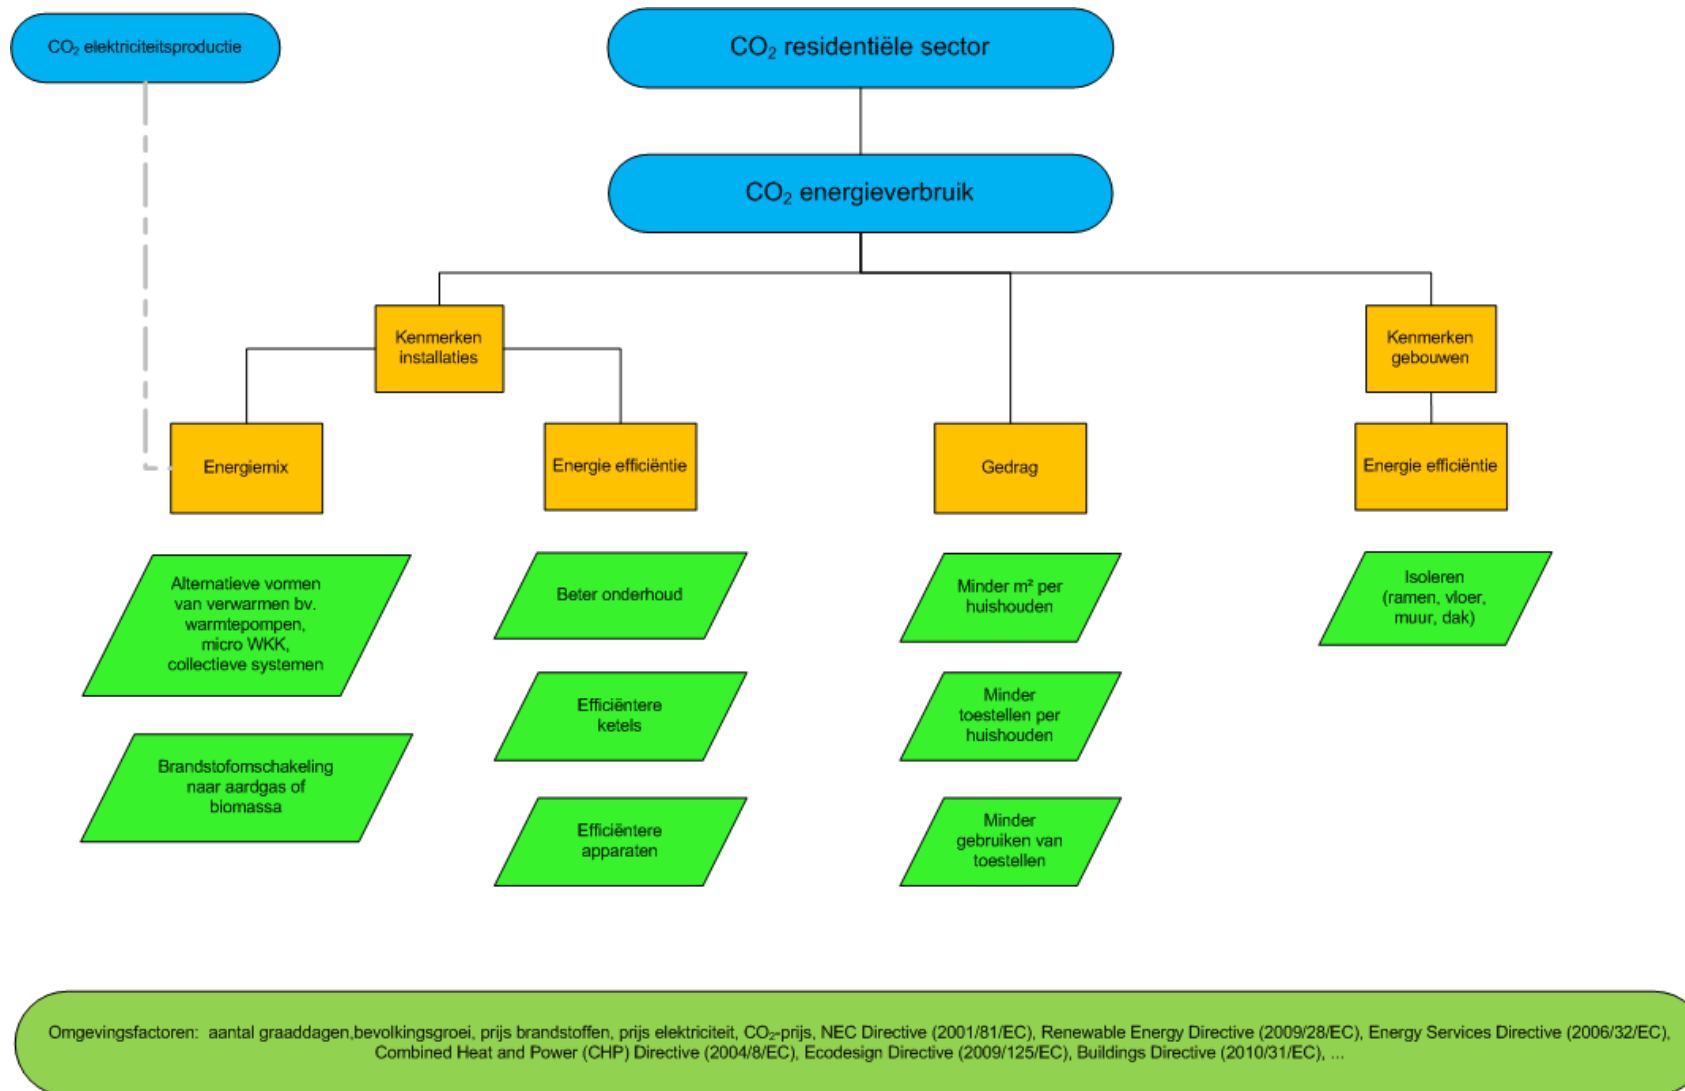 CO₂ elektriciteitsproductie
CO₂ residentiële sector
CO₂ energieverbruik
Kenmerken
installaties
Kenmerken
gebouwen
Energiemix
Energie efficiëntie
Gedrag
Energie efficiëntie
Alternatieve vormen
van verwarmen bv.
warmtepompen,
micro WKK,
collectieve systemen
Brandstofomschakeling
naar aardgas of
biomassa
Beter onderhoud
Efficiëntere
ketels
Efficiëntere
apparaten
Minder m² per
huishouden
Minder
toestellen per
huishouden
Minder
gebruiken van
toestellen
Isoleren
(ramen, vloer,
muur, dak)
Omgevingsfactoren: aantal graaddagen,bevolkingsgroei, prijs brandstoffen, prijs elektriciteit, CO₂-prijs, NEC Directive (2001/81/EC), Renewable Energy Directive (2009/28/EC), Energy Services Directive (2006/32/EC),
Combined Heat and Power (CHP) Directive (2004/8/EC), Ecodesign Directive (2009/125/EC), Buildings Directive (2010/31/EC), ...